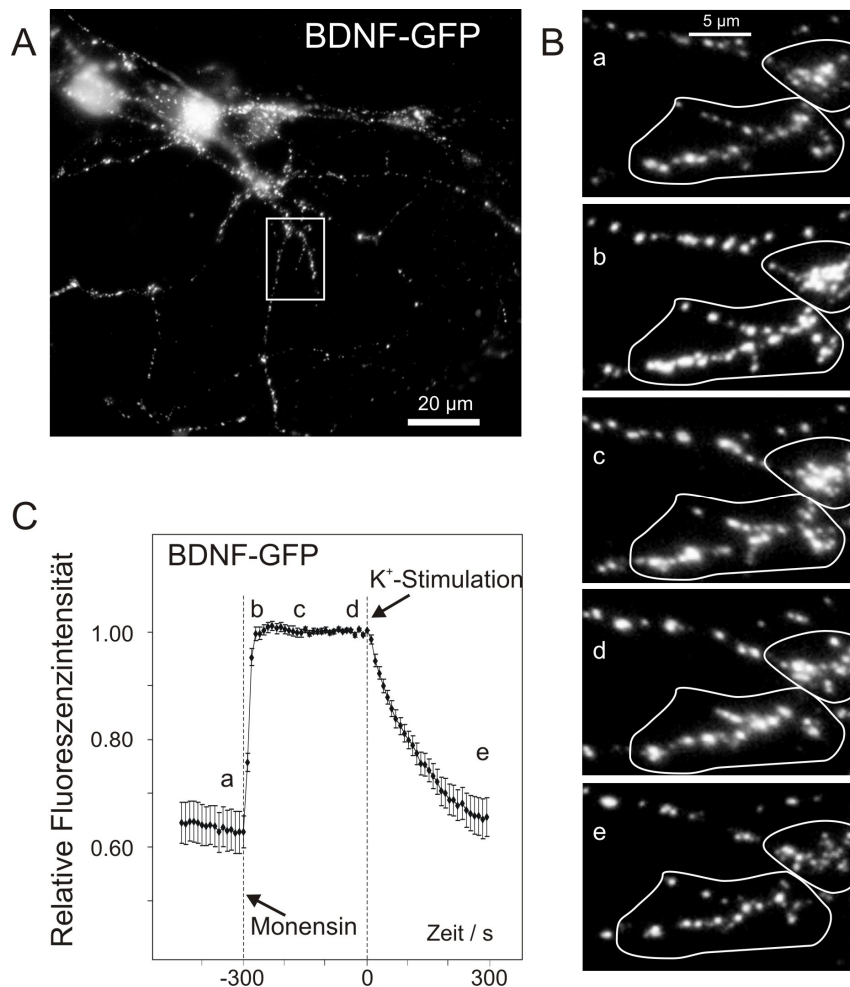 A
BDNF-GFP
20 µm
B
5 µm
a
b
c
d
e
C
BDNF-GFP
K+-Stimulation
b c d
1.00
0.80
0.60
a
e
Relative Fluoreszenzintensität
Monensin
Zeit / s
-300 0 300